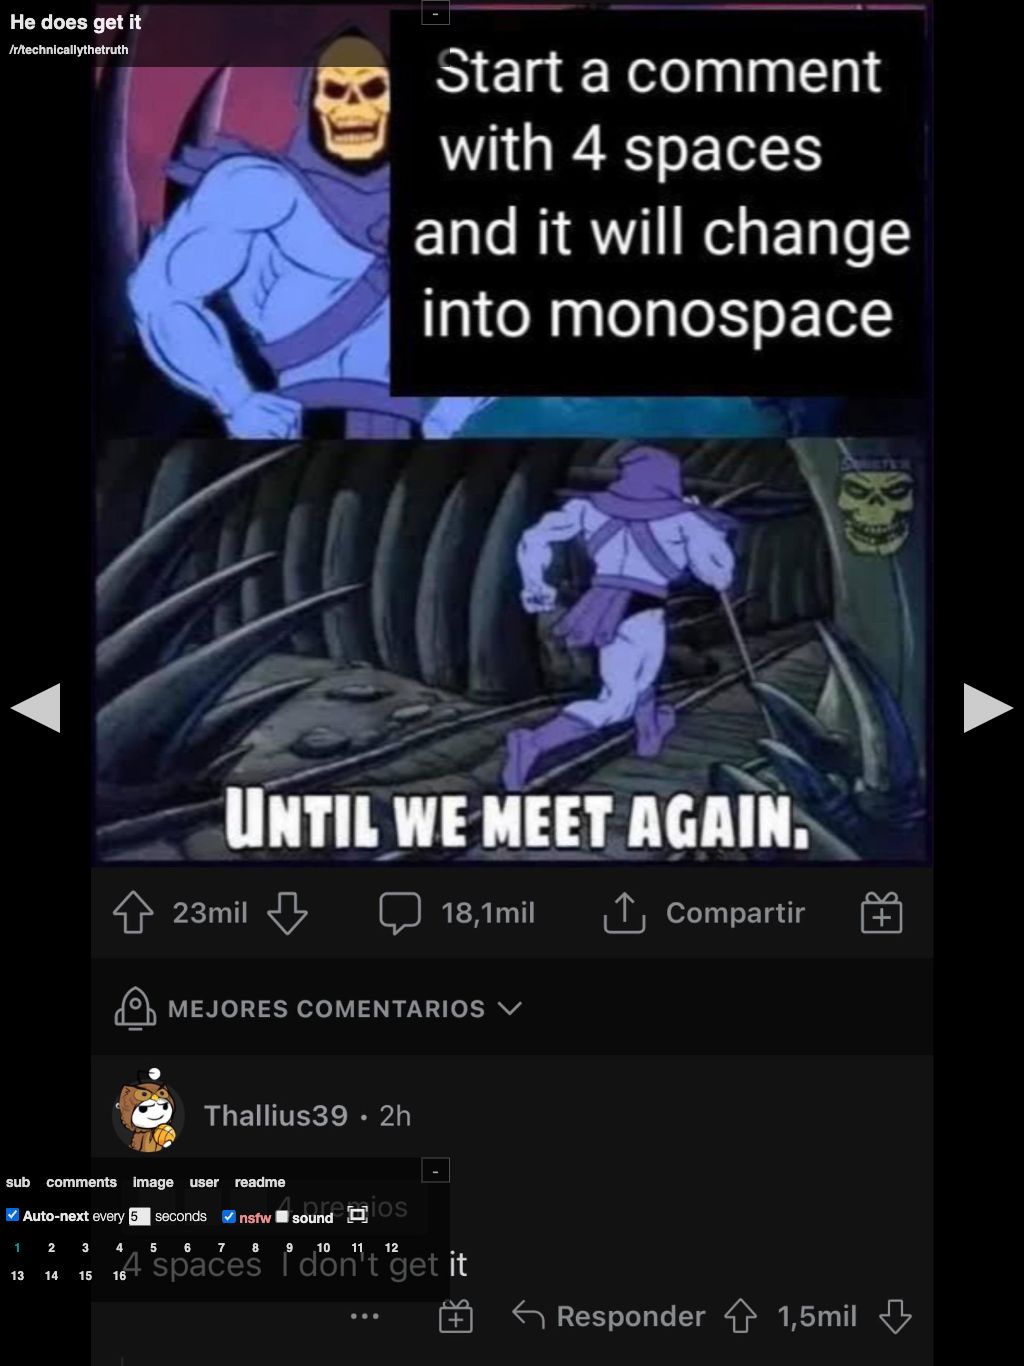 He does get it
/r/technicallythetruth
-
Start a comment
with 4 spaces
and it will change
into monospace
UNTIL WE MEET AGAIN.
23mil
18,1mil
Compartir
MEJORES COMENTARIOS
Thallius39 • 2h
-
sub comments image user readme
4 premios
Auto-next every 5 seconds nsfw sound
1 2 3 4 5 6 7 8 9 10 11 12
4 spaces I don't get it
13 14 15 16
Responder 1,5mil